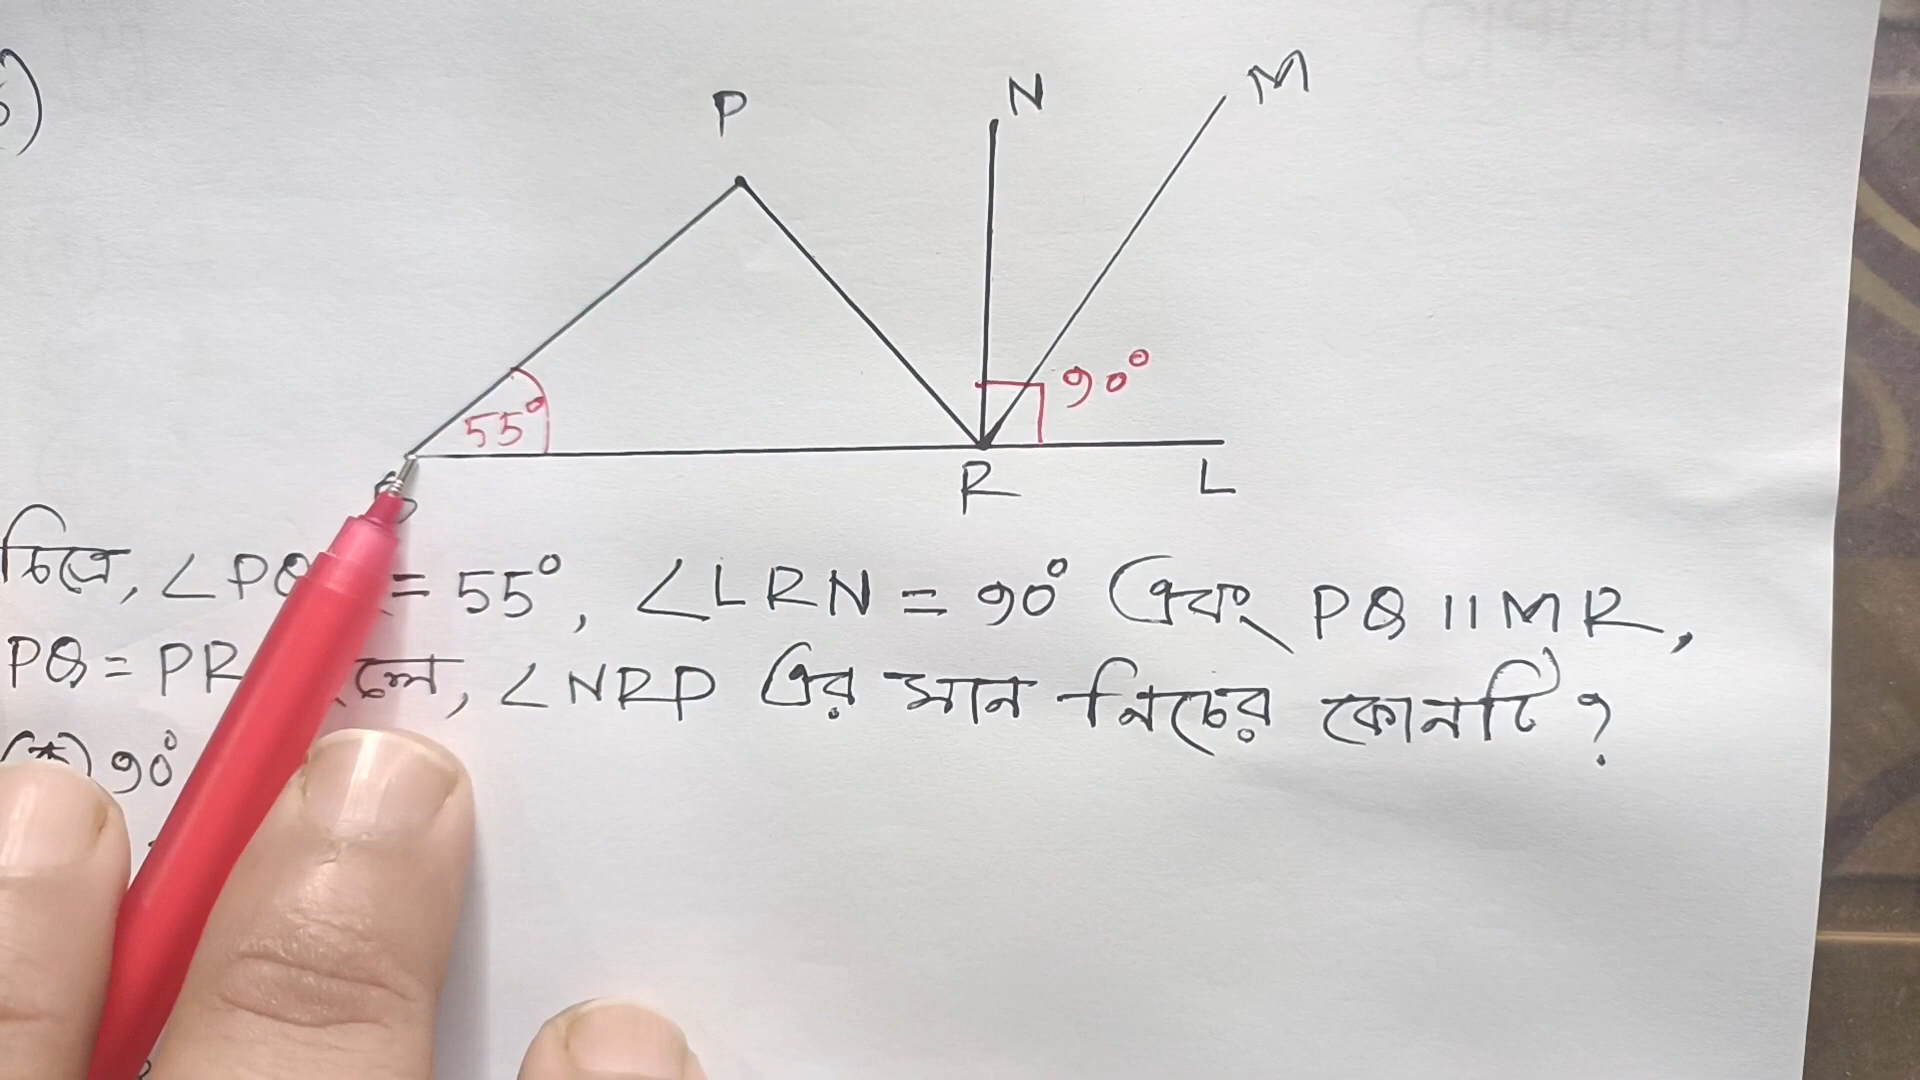 P N M
55° 90°
R L
চিত্রে, ∠PQ = 55°, ∠LRN = 90° এবং PQ || MR,
PQ = PR হলে, ∠NRP এর মান নিচের কোনটি?
(ক) 90°